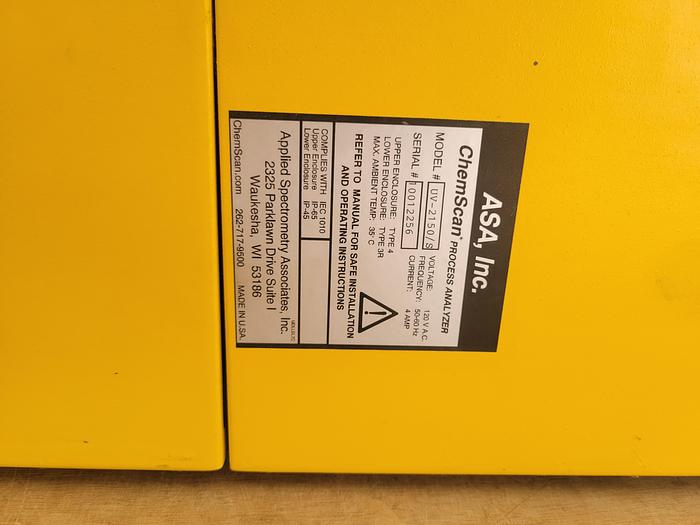 ASA, Inc.
ChemScan® PROCESS ANALYZER
MODEL # UV-2150/S
SERIAL # 10012256
VOLTAGE: 120 V A.C.
FREQUENCY: 50-60 Hz
CURRENT: 4 AMP
UPPER ENCLOSURE: TYPE 4
LOWER ENCLOSURE: TYPE 3R
MAX. AMBIENT TEMP: 35° C
REFER TO MANUAL FOR SAFE INSTALLATION
AND OPERATING INSTRUCTIONS
COMPLIES WITH IEC 1010
Upper Enclosure IP-65
Lower Enclosure IP-45
Applied Spectrometry Associates, Inc.
2325 Parklawn Drive Suite I
Waukesha, WI 53186
ChemScan.com 262-717-9500 MADE IN U.S.A.